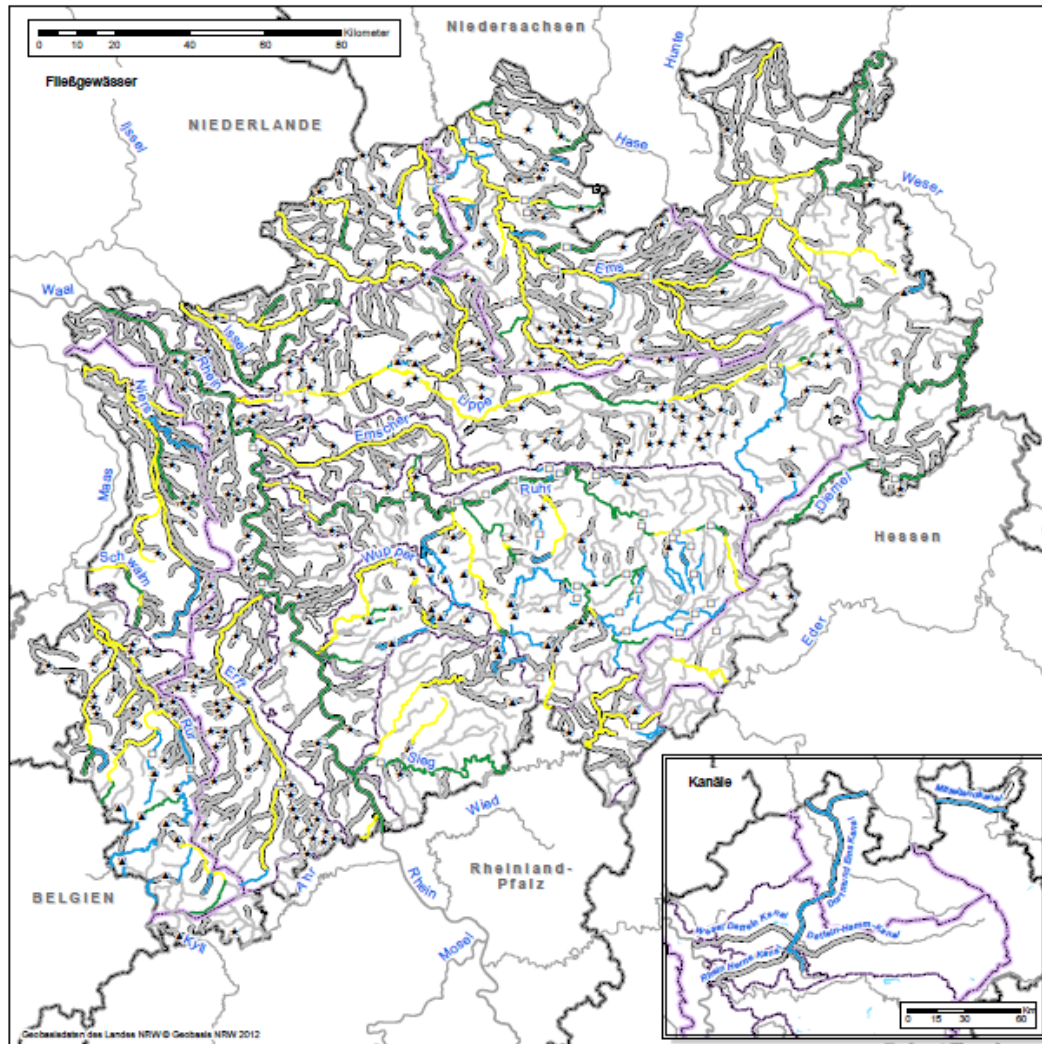 Kilometer
0 10 20 40 60 80
Fließgewässer
Niedersachsen
Hunte
NIEDERLANDE
Ijssel
Hase
Weser
Ems
Waal
Issel
Rhein
Niers
Lippe
Emscher
Maas
Ruhr
Diemel
Hessen
Schwalm
Wupper
Eder
Erft
Rur
Sieg
Wied
Rheinland-
Pfalz
BELGIEN
Ahr
Rhein
Kyll
Mosel
Kanäle
Mittellandkanal
Dortmund Ems Kanal
Wesel Datteln Kanal
Datteln-Hamm-Kanal
Rhein Herne-Kanal
Km
0 15 30 60
Geobasisdaten des Landes NRW © Geobasis NRW 2012